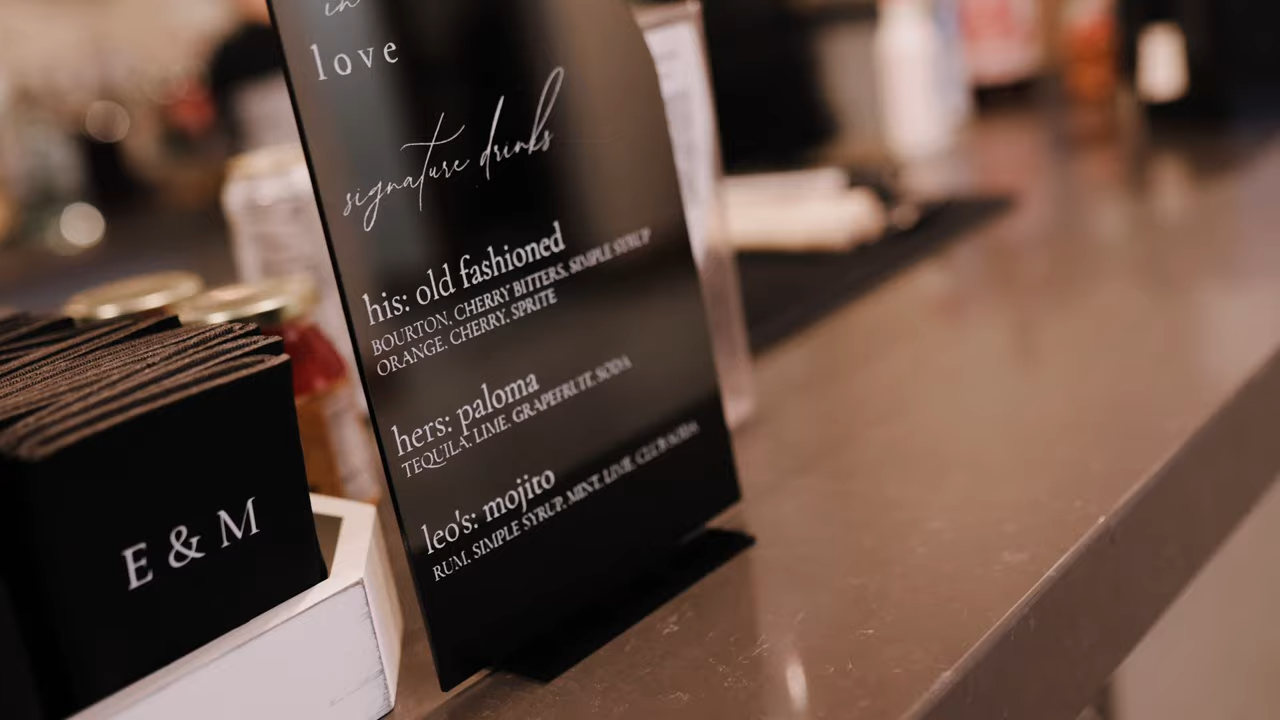 in
love
signature drinks
his: old fashioned
BOURTON, CHERRY BITTERS, SIMPLE SYRUP
ORANGE, CHERRY, SPRITE
hers: paloma
TEQUILA, LIME, GRAPEFRUIT, SODA
leo's: mojito
RUM, SIMPLE SYRUP, MINT, LIME, CLUB SODA
E & M